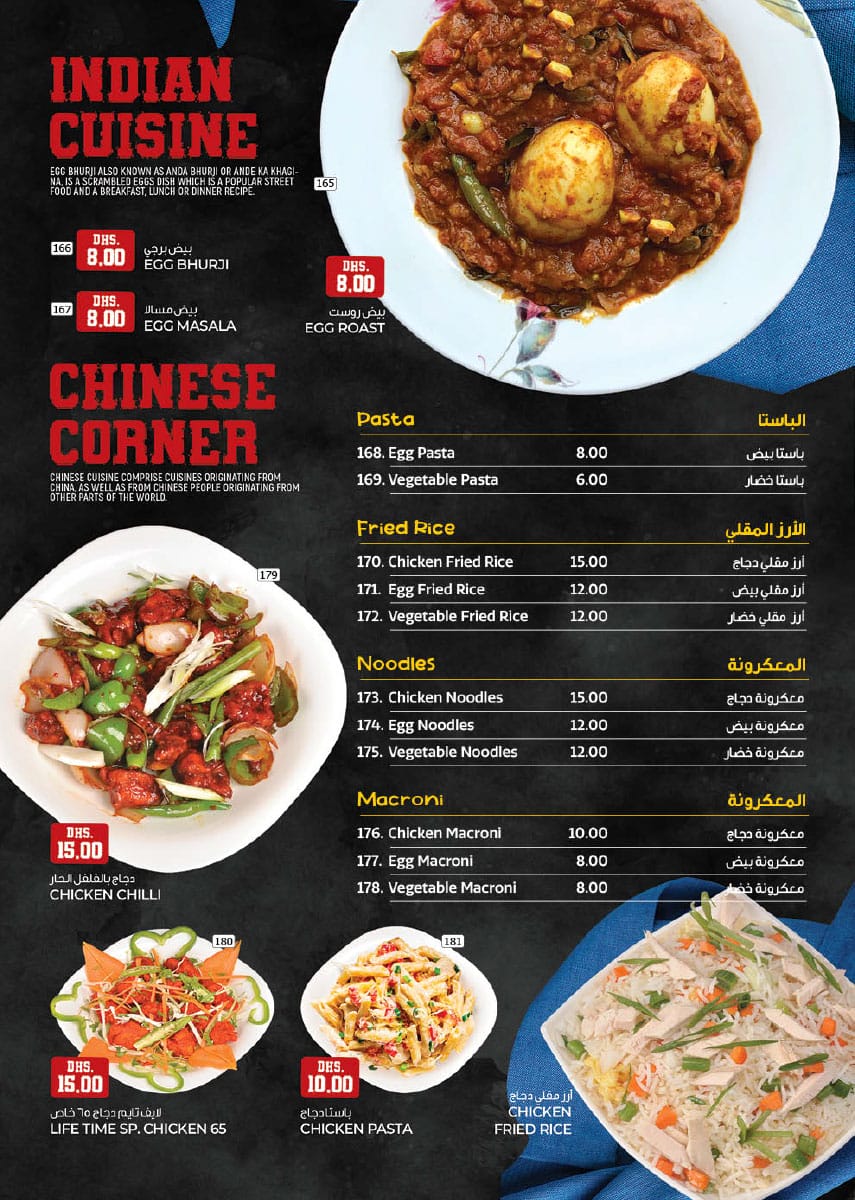 INDIAN
CUISINE
EGG BHURJI ALSO KNOWN AS ANDA BHURJI OR ANDE KA KHAGI-
NA, IS A SCRAMBLED EGGS DISH WHICH IS A POPULAR STREET
FOOD AND A BREAKFAST, LUNCH OR DINNER RECIPE.
165
166
DHS.
8.00
بيض برجي
EGG BHURJI
167
DHS.
8.00
بيض مسالا
EGG MASALA
DHS.
8.00
بيض روست
EGG ROAST
CHINESE
CORNER
CHINESE CUISINE COMPRISE CUISINES ORIGINATING FROM
CHINA, AS WELL AS FROM CHINESE PEOPLE ORIGINATING FROM
OTHER PARTS OF THE WORLD.
Pasta الباستا
168. Egg Pasta 8.00 باستا بيض
169. Vegetable Pasta 6.00 باستا خضار
Fried Rice الأرز المقلي
170. Chicken Fried Rice 15.00 أرز مقلي دجاج
171. Egg Fried Rice 12.00 أرز مقلي بيض
172. Vegetable Fried Rice 12.00 أرز مقلي خضار
Noodles المعكرونة
173. Chicken Noodles 15.00 معكرونة دجاج
174. Egg Noodles 12.00 معكرونة بيض
175. Vegetable Noodles 12.00 معكرونة خضار
Macroni المعكرونة
176. Chicken Macroni 10.00 معكرونة دجاج
177. Egg Macroni 8.00 معكرونة بيض
178. Vegetable Macroni 8.00 معكرونة خضار
179
DHS.
15.00
دجاج بالفلفل الحار
CHICKEN CHILLI
180
DHS.
15.00
لايف تايم دجاج ٦٥ خاص
LIFE TIME SP. CHICKEN 65
181
DHS.
10.00
باستا دجاج
CHICKEN PASTA
أرز مقلي دجاج
CHICKEN
FRIED RICE